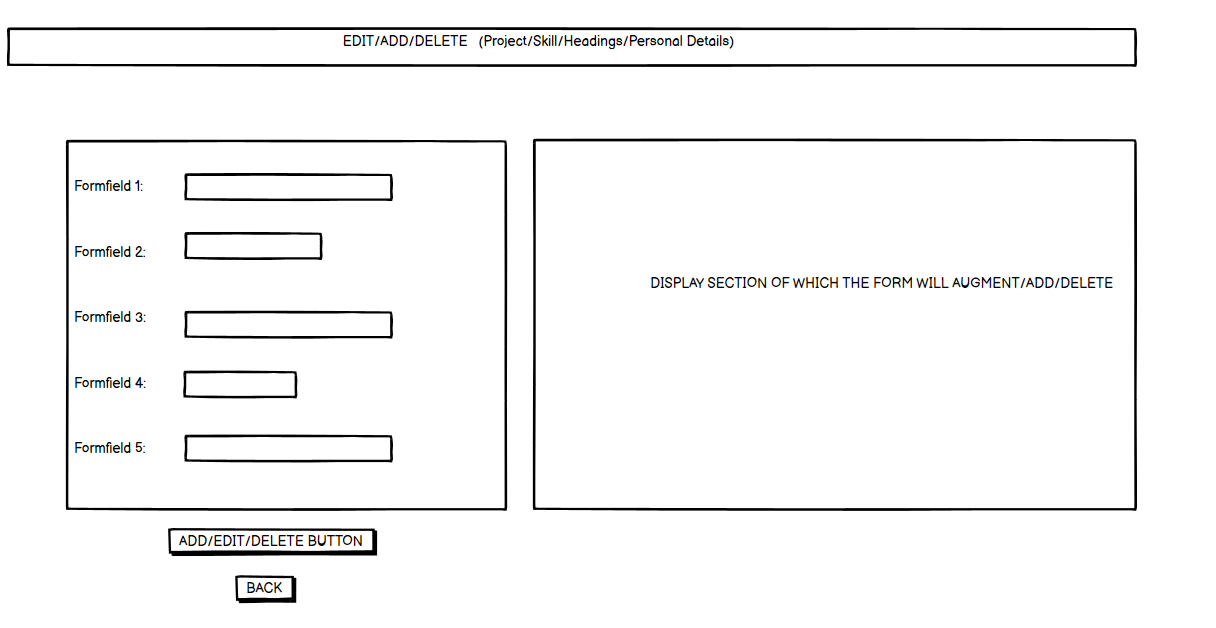 EDIT/ADD/DELETE (Project/Skill/Headings/Personal Details)
Formfield 1:
Formfield 2:
Formfield 3:
Formfield 4:
Formfield 5:
DISPLAY SECTION OF WHICH THE FORM WILL AUGMENT/ADD/DELETE
ADD/EDIT/DELETE BUTTON
BACK